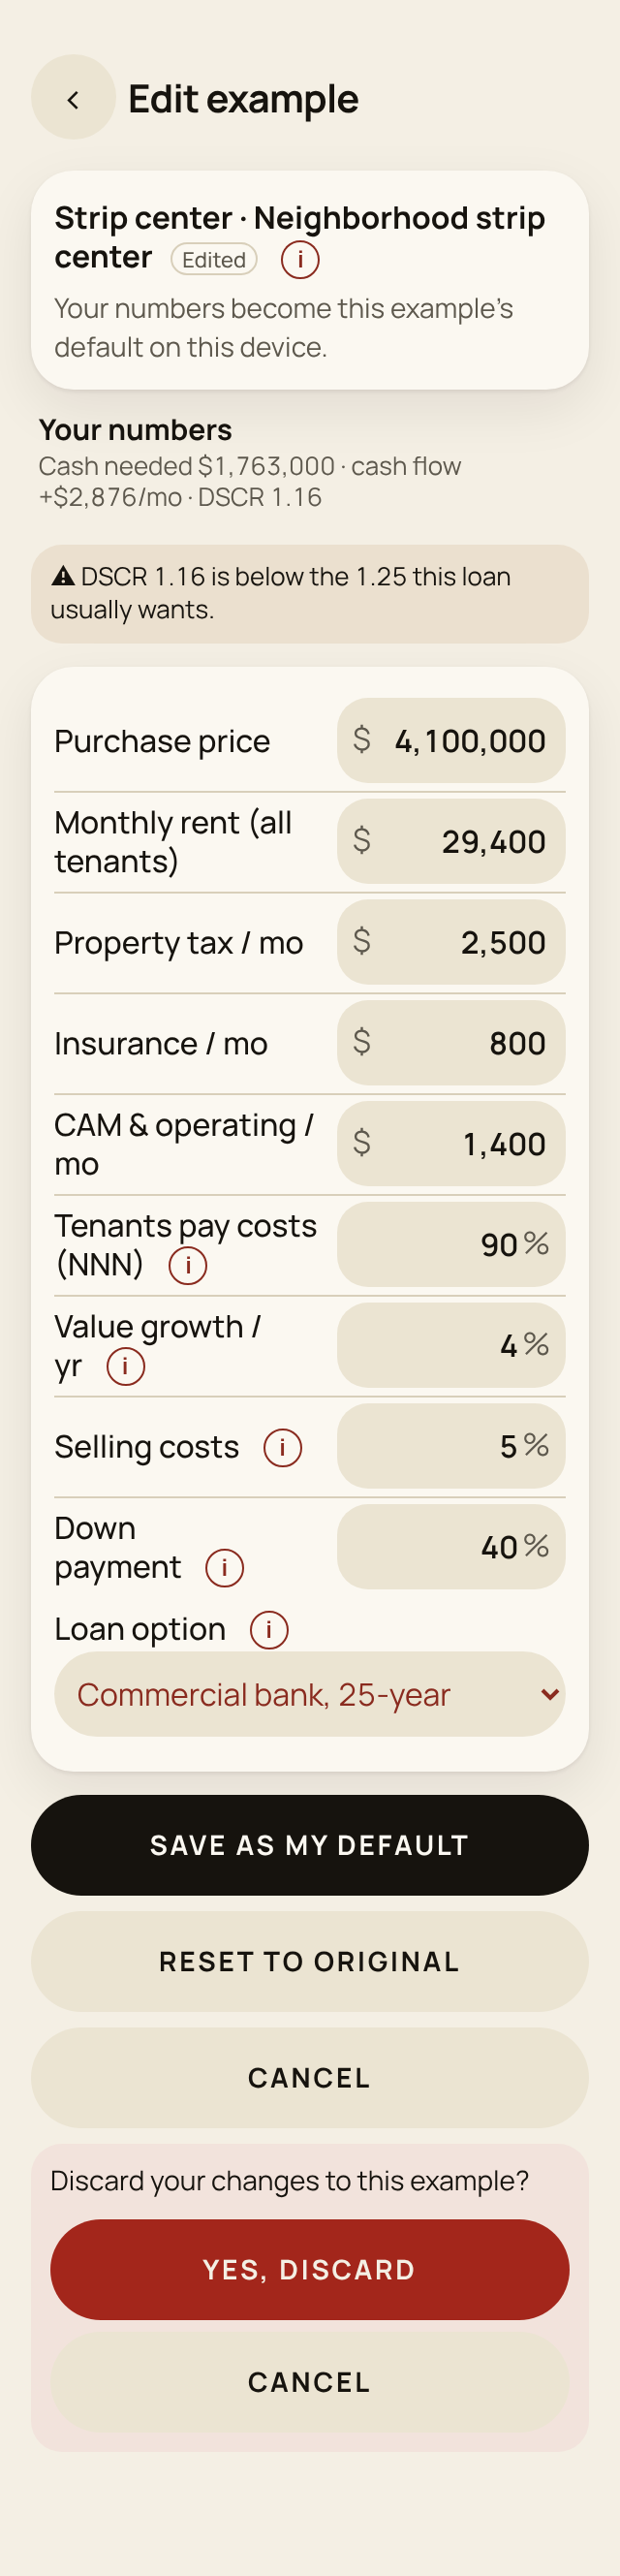 Edit example
Strip center · Neighborhood strip
center Edited i
Your numbers become this example's
default on this device.
Your numbers
Cash needed $1,763,000 · cash flow
+$2,876/mo · DSCR 1.16
⚠ DSCR 1.16 is below the 1.25 this loan
usually wants.
Purchase price $ 4,100,000
Monthly rent (all
tenants) $ 29,400
Property tax / mo $ 2,500
Insurance / mo $ 800
CAM & operating /
mo $ 1,400
Tenants pay costs
(NNN) i 90 %
Value growth /
yr i 4 %
Selling costs i 5 %
Down
payment i 40 %
Loan option i
Commercial bank, 25-year
SAVE AS MY DEFAULT
RESET TO ORIGINAL
CANCEL
Discard your changes to this example?
YES, DISCARD
CANCEL